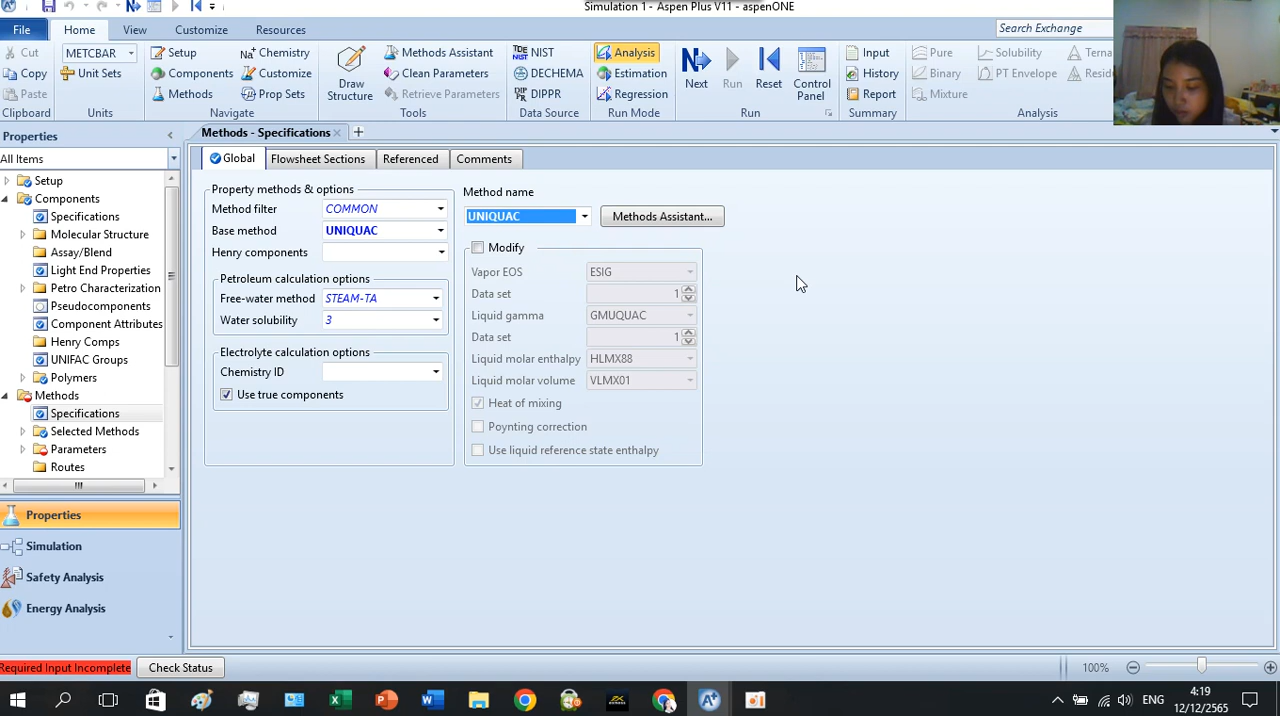 Simulation 1 - Aspen Plus V11 - aspenONE
File Home View Customize Resources Search Exchange
Cut METCBAR Setup Chemistry Methods Assistant NIST Analysis Input Pure Solubility Terna
Copy Unit Sets Components Customize Clean Parameters DECHEMA Estimation History Binary PT Envelope Resid
Paste Methods Prop Sets Retrieve Parameters DIPPR Regression Report Mixture
Draw Structure Next Run Reset Control Panel
Clipboard Units Navigate Tools Data Source Run Mode Run Summary Analysis
Properties
All Items
Setup
Components
Specifications
Molecular Structure
Assay/Blend
Light End Properties
Petro Characterization
Pseudocomponents
Component Attributes
Henry Comps
UNIFAC Groups
Polymers
Methods
Specifications
Selected Methods
Parameters
Routes
Properties
Simulation
Safety Analysis
Energy Analysis
Methods - Specifications
Global Flowsheet Sections Referenced Comments
Property methods & options
Method filter COMMON
Base method UNIQUAC
Henry components
Petroleum calculation options
Free-water method STEAM-TA
Water solubility 3
Electrolyte calculation options
Chemistry ID
Use true components
Method name
UNIQUAC Methods Assistant...
Modify
Vapor EOS ESIG
Data set 1
Liquid gamma GMUQUAC
Data set 1
Liquid molar enthalpy HLMX88
Liquid molar volume VLMX01
Heat of mixing
Poynting correction
Use liquid reference state enthalpy
Required Input Incomplete Check Status 100%
ENG 4:19
12/12/2565